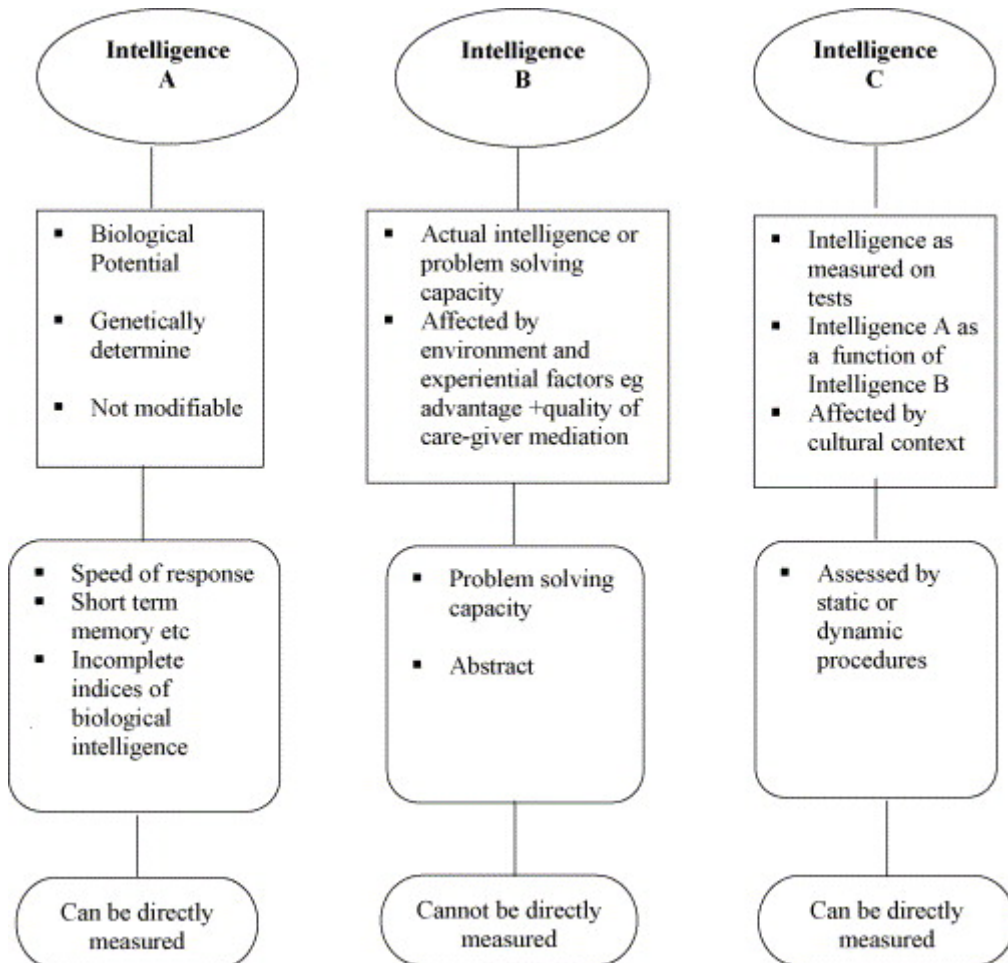 Intelligence
A
Intelligence
B
Intelligence
C
▪ Biological
Potential
▪ Genetically
determine
▪ Not modifiable
▪ Actual intelligence or
problem solving
capacity
▪ Affected by
environment and
experiential factors eg
advantage +quality of
care-giver mediation
▪ Intelligence as
measured on
tests
▪ Intelligence A as
a function of
Intelligence B
▪ Affected by
cultural context
▪ Speed of response
▪ Short term
memory etc
▪ Incomplete
indices of
biological
intelligence
▪ Problem solving
capacity
▪ Abstract
▪ Assessed by
static or
dynamic
procedures
Can be directly
measured
Cannot be directly
measured
Can be directly
measured